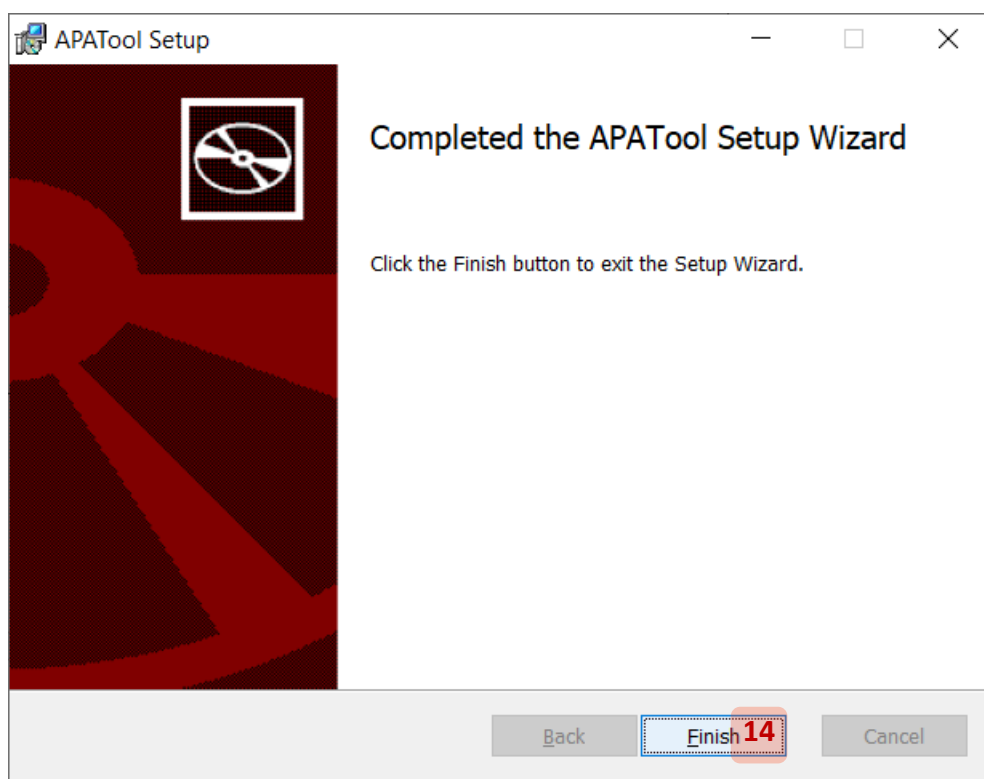 APATool Setup
Completed the APATool Setup Wizard
Click the Finish button to exit the Setup Wizard.
Back
Finish
14
Cancel